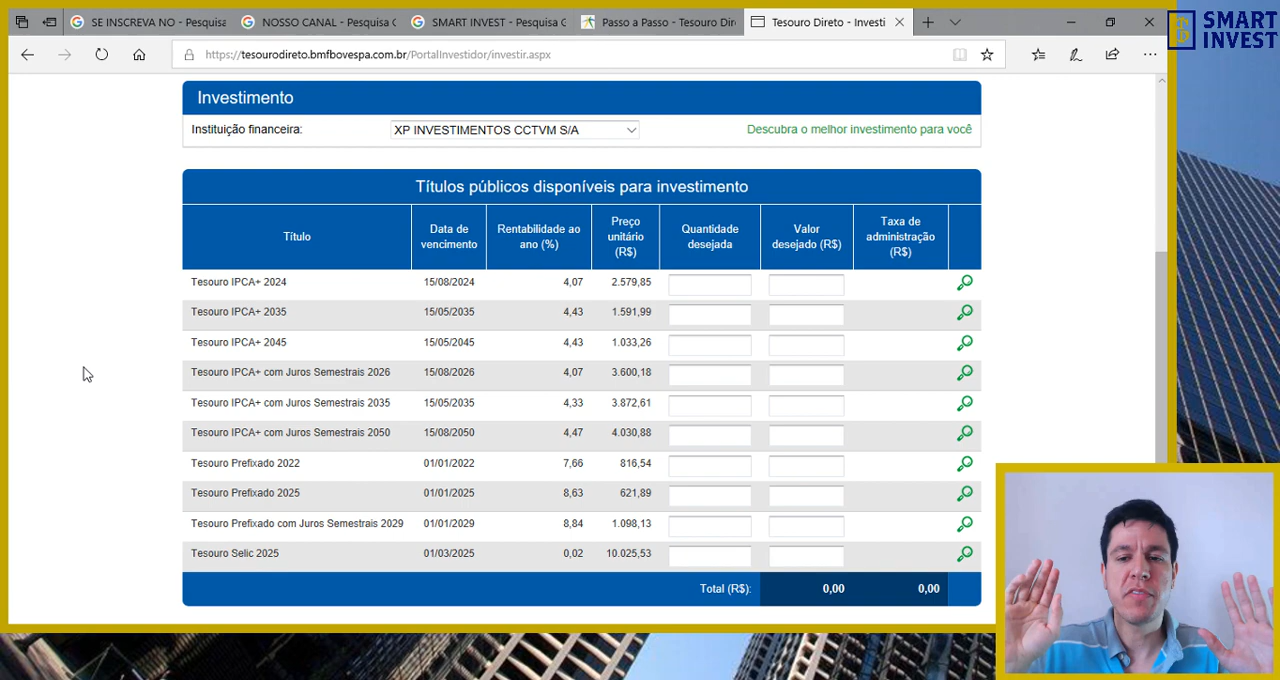 SE INSCREVA NO - Pesquisa
NOSSO CANAL - Pesquisa G
SMART INVEST - Pesquisa G
Passo a Passo - Tesouro Dir
Tesouro Direto - Investi
SMART
INVEST
https://tesourodireto.bmfbovespa.com.br/PortalInvestidor/investir.aspx
Investimento
Instituição financeira: XP INVESTIMENTOS CCTVM S/A Descubra o melhor investimento para você
Títulos públicos disponíveis para investimento
Título Data de vencimento Rentabilidade ao ano (%) Preço unitário (R$) Quantidade desejada Valor desejado (R$) Taxa de administração (R$)
Tesouro IPCA+ 2024 15/08/2024 4,07 2.579,85
Tesouro IPCA+ 2035 15/05/2035 4,43 1.591,99
Tesouro IPCA+ 2045 15/05/2045 4,43 1.033,26
Tesouro IPCA+ com Juros Semestrais 2026 15/08/2026 4,07 3.600,18
Tesouro IPCA+ com Juros Semestrais 2035 15/05/2035 4,33 3.872,61
Tesouro IPCA+ com Juros Semestrais 2050 15/08/2050 4,47 4.030,88
Tesouro Prefixado 2022 01/01/2022 7,66 816,54
Tesouro Prefixado 2025 01/01/2025 8,63 621,89
Tesouro Prefixado com Juros Semestrais 2029 01/01/2029 8,84 1.098,13
Tesouro Selic 2025 01/03/2025 0,02 10.025,53
Total (R$): 0,00 0,00